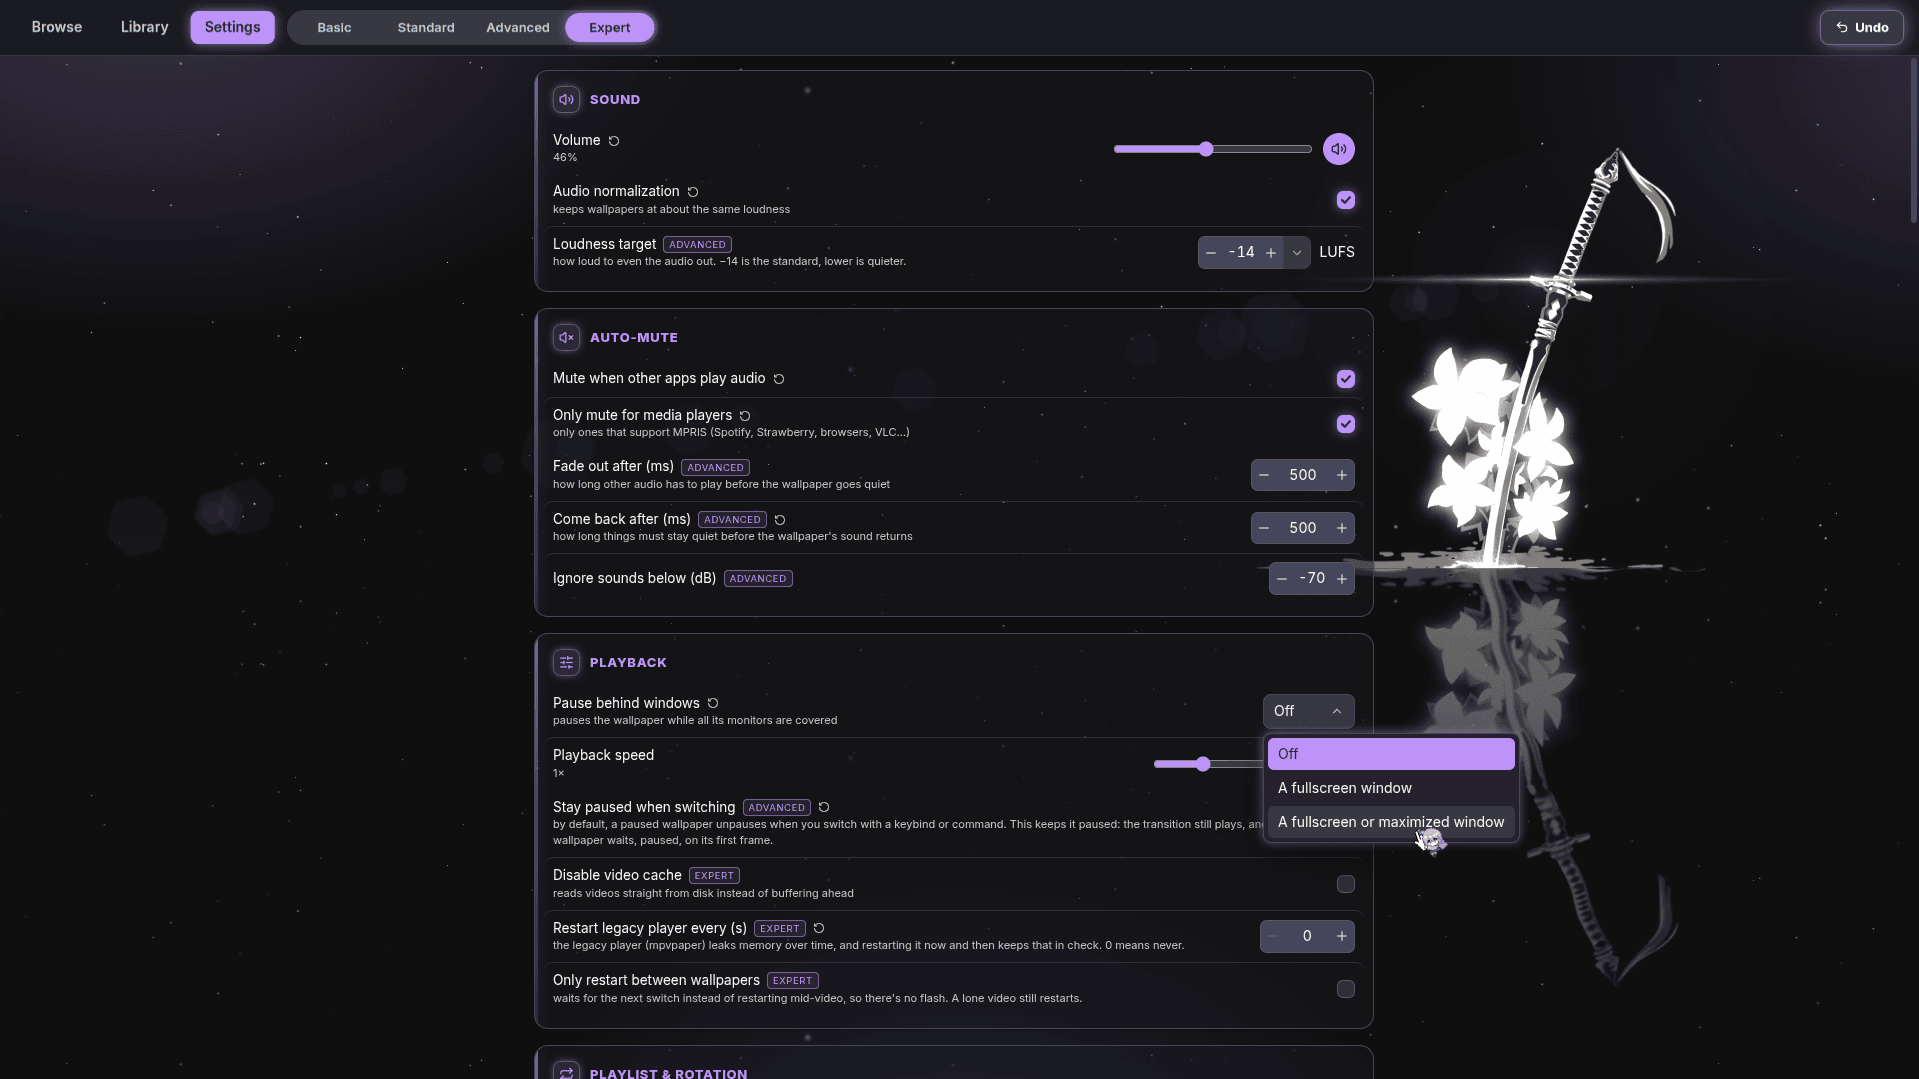 Browse
Library
Settings
Basic
Standard
Advanced
Expert
Undo
SOUND
Volume
46%
Audio normalization
keeps wallpapers at about the same loudness
Loudness target ADVANCED
how loud to even the audio out. −14 is the standard, lower is quieter.
− -14 + LUFS
AUTO-MUTE
Mute when other apps play audio
Only mute for media players
only ones that support MPRIS (Spotify, Strawberry, browsers, VLC...)
Fade out after (ms) ADVANCED
how long other audio has to play before the wallpaper goes quiet
− 500 +
Come back after (ms) ADVANCED
how long things must stay quiet before the wallpaper's sound returns
− 500 +
Ignore sounds below (dB) ADVANCED
− -70 +
PLAYBACK
Pause behind windows
pauses the wallpaper while all its monitors are covered
Off
Off
A fullscreen window
A fullscreen or maximized window
Playback speed
1×
Stay paused when switching ADVANCED
by default, a paused wallpaper unpauses when you switch with a keybind or command. This keeps it paused: the transition still plays,
wallpaper waits, paused, on its first frame.
Disable video cache EXPERT
reads videos straight from disk instead of buffering ahead
Restart legacy player every (s) EXPERT
the legacy player (mpvpaper) leaks memory over time, and restarting it now and then keeps that in check. 0 means never.
− 0 +
Only restart between wallpapers EXPERT
waits for the next switch instead of restarting mid-video, so there's no flash. A lone video still restarts.
PLAYLIST & ROTATION